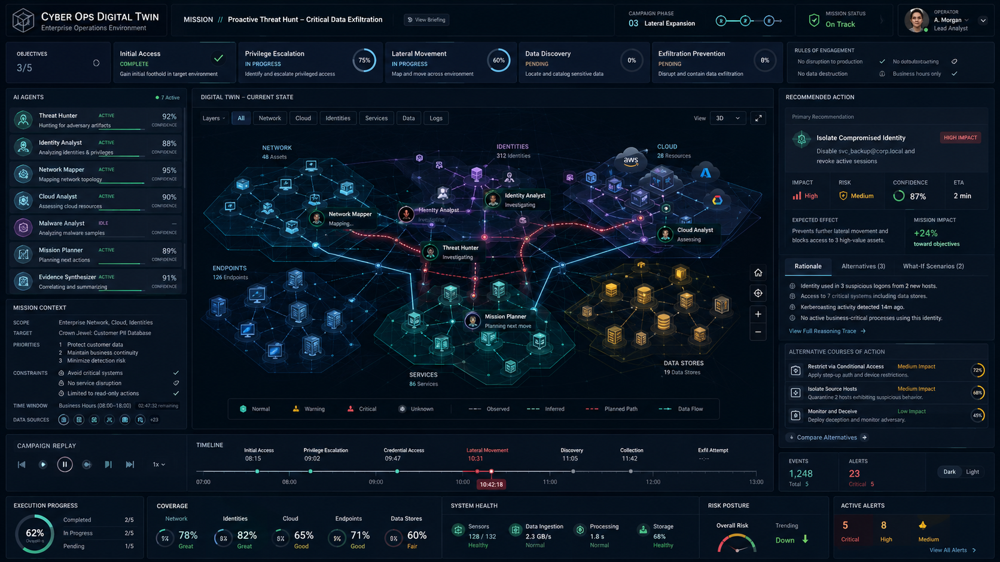 CYBER OPS DIGITAL TWIN
Enterprise Operations Environment
MISSION // Proactive Threat Hunt – Critical Data Exfiltration
View Briefing
CAMPAIGN PHASE
03 Lateral Expansion
MISSION STATUS
On Track
OPERATOR
A. Morgan
Lead Analyst
OBJECTIVES
3/5
Initial Access
COMPLETE
Gain initial foothold in target environment
Privilege Escalation
IN PROGRESS
Identify and escalate privileged access
75%
Lateral Movement
IN PROGRESS
Map and move across environment
60%
Data Discovery
PENDING
Locate and catalog sensitive data
0%
Exfiltration Prevention
PENDING
Disrupt and contain data exfiltration
0%
RULES OF ENGAGEMENT
No disruption to production
No data destruction
Business hours only
AI AGENTS
7 Active
Threat Hunter ACTIVE 92%
Hunting for adversary artifacts CONFIDENCE
Identity Analyst ACTIVE 88%
Analyzing identities & privileges CONFIDENCE
Network Mapper ACTIVE 95%
Mapping network topology CONFIDENCE
Cloud Analyst ACTIVE 90%
Assessing cloud resources CONFIDENCE
Malware Analyst IDLE —
Analyzing malware samples CONFIDENCE
Mission Planner ACTIVE 89%
Planning next actions CONFIDENCE
Evidence Synthesizer ACTIVE 91%
Correlating and summarizing CONFIDENCE
MISSION CONTEXT
SCOPE Enterprise Network, Cloud, Identities
TARGET Crown Jewel: Customer PII Database
PRIORITIES 1 Protect customer data
2 Maintain business continuity
3 Minimize detection risk
CONSTRAINTS Avoid critical systems
No service disruption
Limited to read-only actions
TIME WINDOW Business Hours (08:00–18:00) 02:47:32 remaining
DATA SOURCES +23
DIGITAL TWIN – CURRENT STATE
Layers All Network Cloud Identities Services Data Logs
View 3D
NETWORK
48 Assets
IDENTITIES
312 Identities
CLOUD
28 Resources
aws
Identity Analyst
Investigating
Network Mapper
Mapping...
Analyst
Cloud Analyst
Assessing
Threat Hunter
Investigating
ENDPOINTS
126 Endpoints
Mission Planner
Planning next move
SERVICES
86 Services
DATA STORES
19 Data Stores
Normal Warning Critical Unknown Observed Inferred Planned Path Data Flow
RECOMMENDED ACTION
Primary Recommendation
Isolate Compromised Identity
HIGH IMPACT
Disable svc_backup@corp.local and
revoke active sessions
IMPACT RISK CONFIDENCE ETA
High Medium 87% 2 min
EXPECTED EFFECT
Prevents further lateral movement and
blocks access to 3 high-value assets.
MISSION IMPACT
+24%
toward objectives
Rationale Alternatives (3) What-If Scenarios (2)
Identity used in 3 suspicious logons from 2 new hosts.
Access to 7 critical systems including data stores.
Kerberoasting activity detected 14m ago.
No active business-critical processes using this identity.
View Full Reasoning Trace
ALTERNATIVE COURSES OF ACTION
Restrict via Conditional Access Medium Impact
Apply step-up auth and device restrictions.
72%
Isolate Source Hosts Medium Impact
Quarantine 2 hosts exhibiting suspicious behavior.
68%
Monitor and Deceive Low Impact
Deploy deception and monitor adversary.
45%
Compare Alternatives
CAMPAIGN REPLAY
1x
TIMELINE
Initial Access
08:15
Privilege Escalation
09:02
Credential Access
09:47
Lateral Movement
10:31
Discovery
11:05
Collection
11:42
Exfil Attempt
--:--
07:00 08:00 09:00 10:00 11:00 12:00 13:00
10:42:18
EVENTS
1,248
Total 5
ALERTS
23
Critical 5
Dark Light
EXECUTION PROGRESS
62%
Completed 2/5
In Progress 2/5
Pending 1/5
COVERAGE
Network
78%
Great
Identities
82%
Great
Cloud
65%
Good
Endpoints
71%
Good
Data Stores
60%
Fair
SYSTEM HEALTH
Sensors
128 / 132
Healthy
Data Ingestion
2.3 GB/s
Normal
Processing
1.8 s
Normal
Storage
68%
Healthy
RISK POSTURE
Overall Risk
Trending
Down
ACTIVE ALERTS
5
Critical
8
High
Medium
View All Alerts